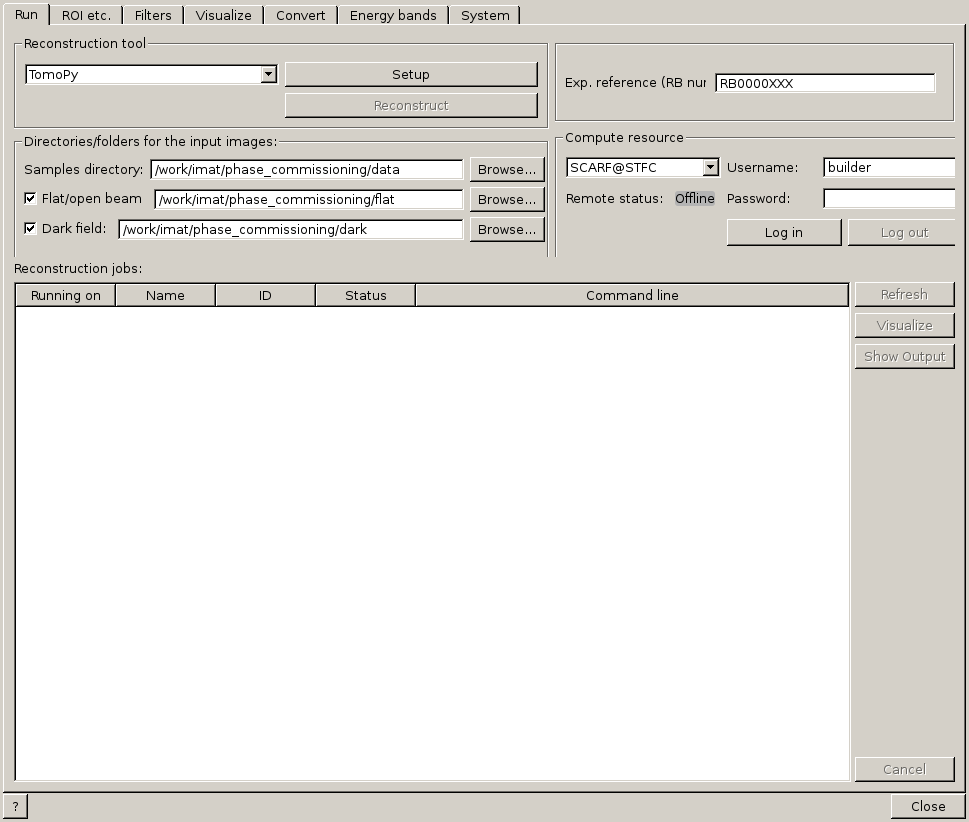 Run ROI etc. Filters Visualize Convert Energy bands System
Reconstruction tool
TomoPy Setup
Reconstruct
Exp. reference (RB nur RB0000XXX
Directories/folders for the input images:
Samples directory: /work/imat/phase_commissioning/data Browse...
Flat/open beam /work/imat/phase_commissioning/flat Browse...
Dark field: /work/imat/phase_commissioning/dark Browse...
Compute resource
SCARF@STFC Username: builder
Remote status: Offline Password:
Log in Log out
Reconstruction jobs:
Running on Name ID Status Command line
Refresh
Visualize
Show Output
Cancel
? Close